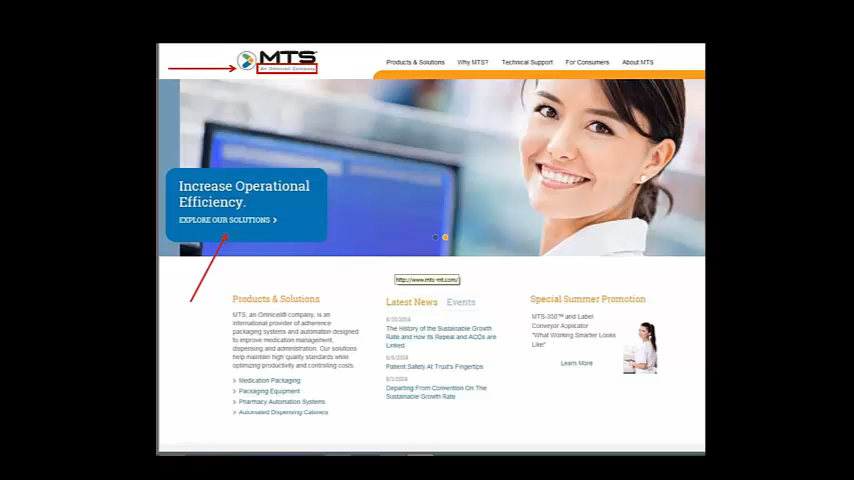 MTS
An Omnicell Company
Products & Solutions
Why MTS?
Technical Support
For Consumers
About MTS
Increase Operational
Efficiency.
EXPLORE OUR SOLUTIONS
http://www.mts-mt.com/
Products & Solutions
MTS, an Omnicell® company, is an
international provider of adherence
packaging systems and automation designed
to improve medication management,
dispensing and administration. Our solutions
help maintain high quality standards while
optimizing productivity and controlling costs.
Medication Packaging
Packaging Equipment
Pharmacy Automation Systems
Automated Dispensing Cabinets
Latest News
Events
The History of the Sustainable Growth
Rate and How Its Repeal and ACOs are
Linked
Patient Safety At Trust's Fingertips
Departing From Convention On The
Sustainable Growth Rate
Special Summer Promotion
MTS-350™ and Label
Conveyor Applicator
"What Working Smarter Looks
Like"
Learn More